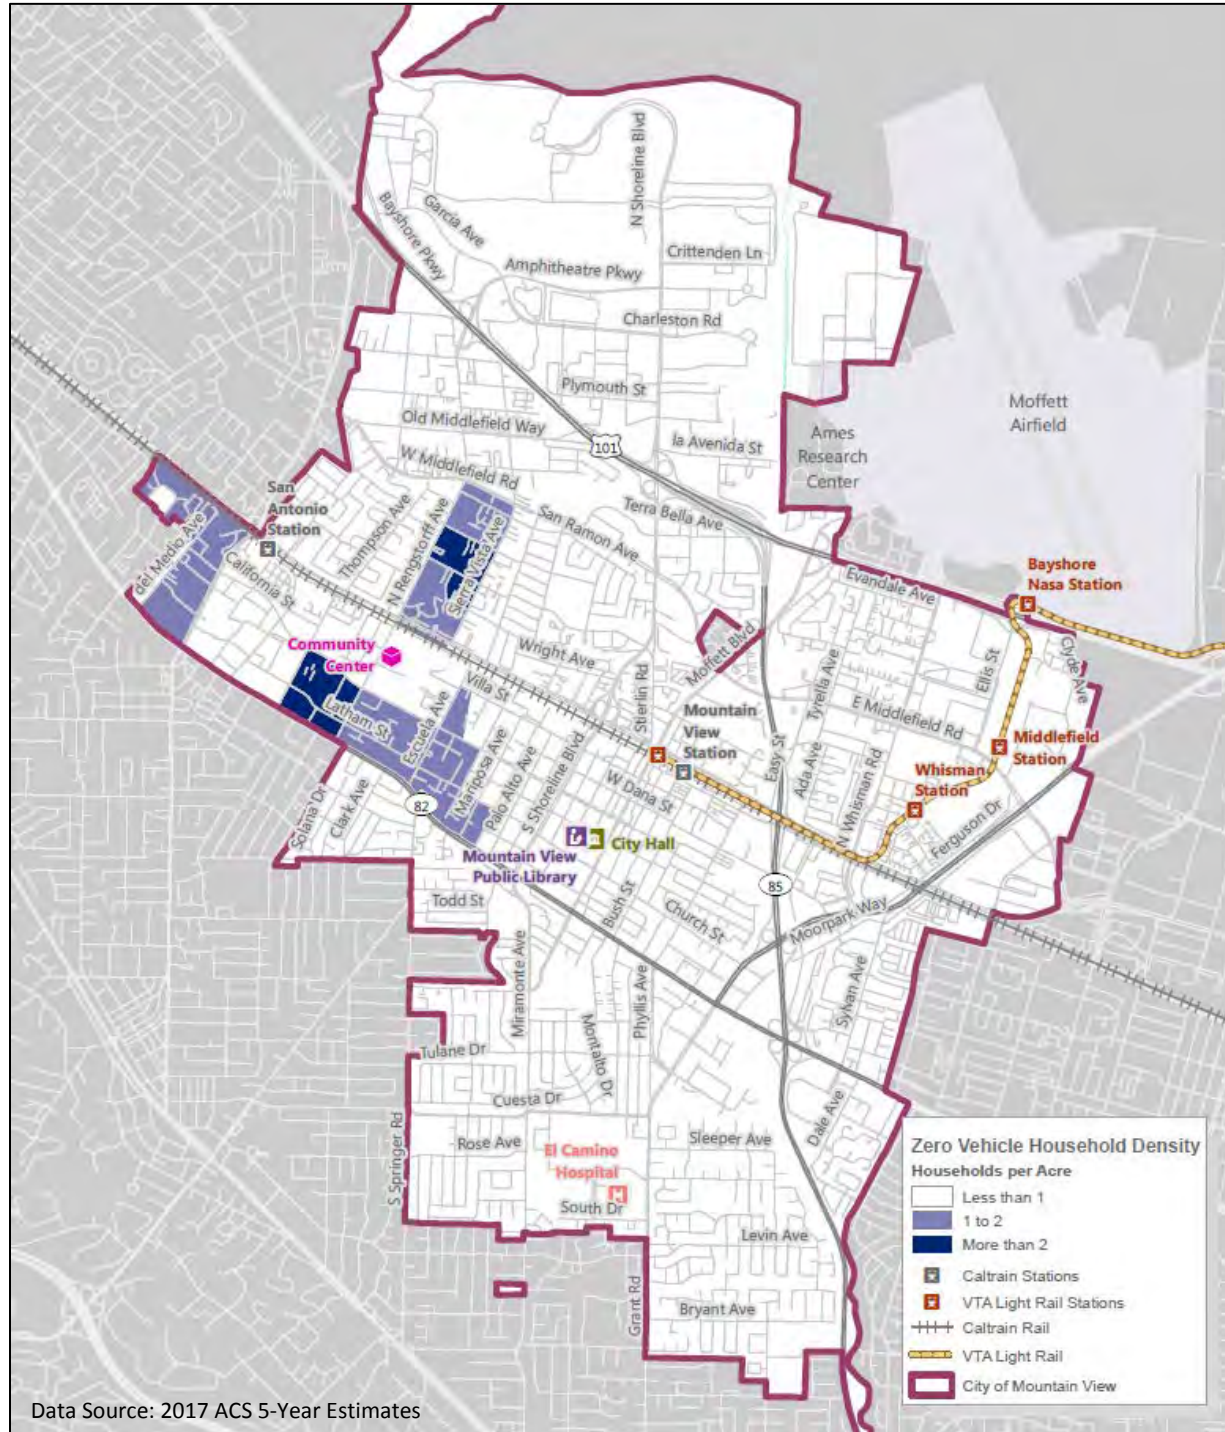 N Shoreline Blvd
Garcia Ave
Bayshore Pkwy
Crittenden Ln
Amphitheatre Pkwy
Charleston Rd
Plymouth St
Moffett
Airfield
Old Middlefield Way
101
la Avenida St
Ames
Research
Center
W Middlefield Rd
San
Antonio
Station
Thompson Ave
N Rengstorff Ave
Sierra Vista Ave
San Ramon Ave
Terra Bella Ave
del Medio Ave
California St
Evandale Ave
Bayshore
Nasa Station
Community
Center
Wright Ave
Villa St
Stierlin Rd
Moffett Blvd
Tyrella Ave
Ellis St
Clyde Ave
Latham St
Escuela Ave
Mountain
View
Station
E Middlefield Rd
Middlefield
Station
Easy St
Ada Ave
N Whisman Rd
Whisman
Station
Solana Dr
Clark Ave
82
Mariposa Ave
Palo Alto Ave
S Shoreline Blvd
W Dana St
Ferguson Dr
Mountain View
Public Library
City Hall
85
Todd St
Bush St
Church St
Moorpark Way
Miramonte Ave
Phyllis Ave
Sylvan Ave
Montalto Dr
Tulane Dr
Cuesta Dr
Dale Ave
S Springer Rd
Rose Ave
Sleeper Ave
El Camino
Hospital
South Dr
Levin Ave
Grant Rd
Bryant Ave
Zero Vehicle Household Density
Households per Acre
Less than 1
1 to 2
More than 2
Caltrain Stations
VTA Light Rail Stations
Caltrain Rail
VTA Light Rail
City of Mountain View
Data Source: 2017 ACS 5-Year Estimates